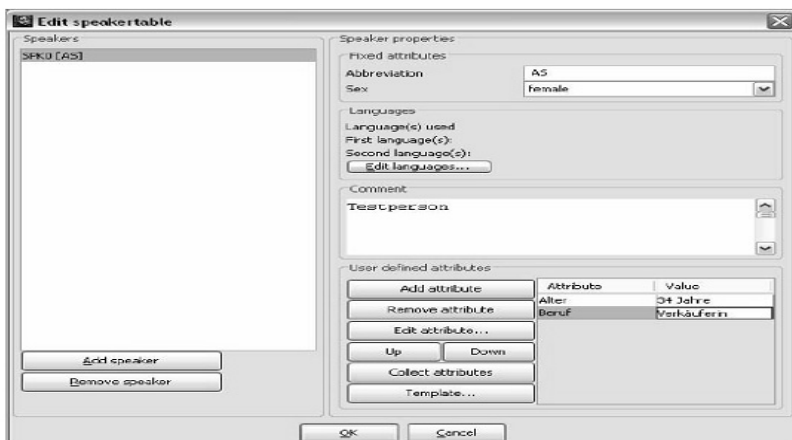 Edit speakertable
Speakers
SPK0 [AS]
Add speaker
Remove speaker
Speaker properties
Fixed attributes
Abbreviation AS
Sex female
Languages
Language(s) used
First language(s):
Second language(s):
Edit languages...
Comment
Testperson
User defined attributes
Add attribute
Remove attribute
Edit attribute...
Up Down
Collect attributes
Template...
Attribute Value
Alter 34 Jahre
Beruf Verkäuferin
OK Cancel